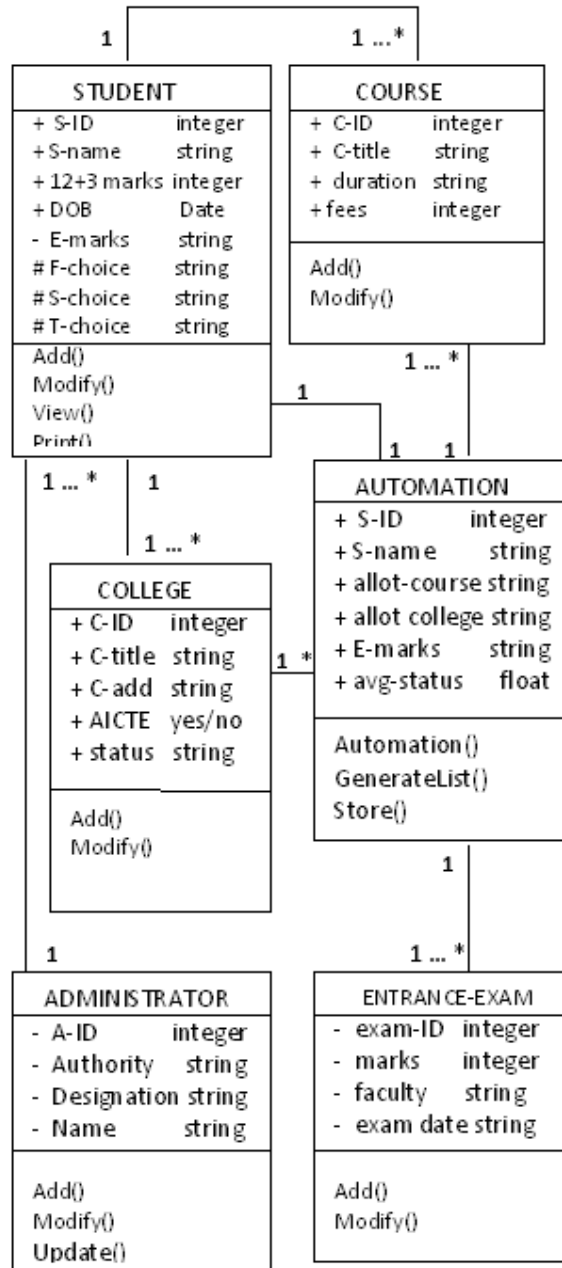 1
1 ...*
STUDENT
+ S-ID integer
+ S-name string
+ 12+3 marks integer
+ DOB Date
- E-marks string
# F-choice string
# S-choice string
# T-choice string
Add()
Modify()
View()
Print()
COURSE
+ C-ID integer
+ C-title string
+ duration string
+ fees integer
Add()
Modify()
1 ... *
1
1
1
1 ... *
1
1 ... *
COLLEGE
+ C-ID integer
+ C-title string
+ C-add string
+ AICTE yes/no
+ status string
Add()
Modify()
1 *
AUTOMATION
+ S-ID integer
+ S-name string
+ allot-course string
+ allot college string
+ E-marks string
+ avg-status float
Automation()
GenerateList()
Store()
1
1 ... *
1
ADMINISTRATOR
- A-ID integer
- Authority string
- Designation string
- Name string
Add()
Modify()
Update()
ENTRANCE-EXAM
- exam-ID integer
- marks integer
- faculty string
- exam date string
Add()
Modify()